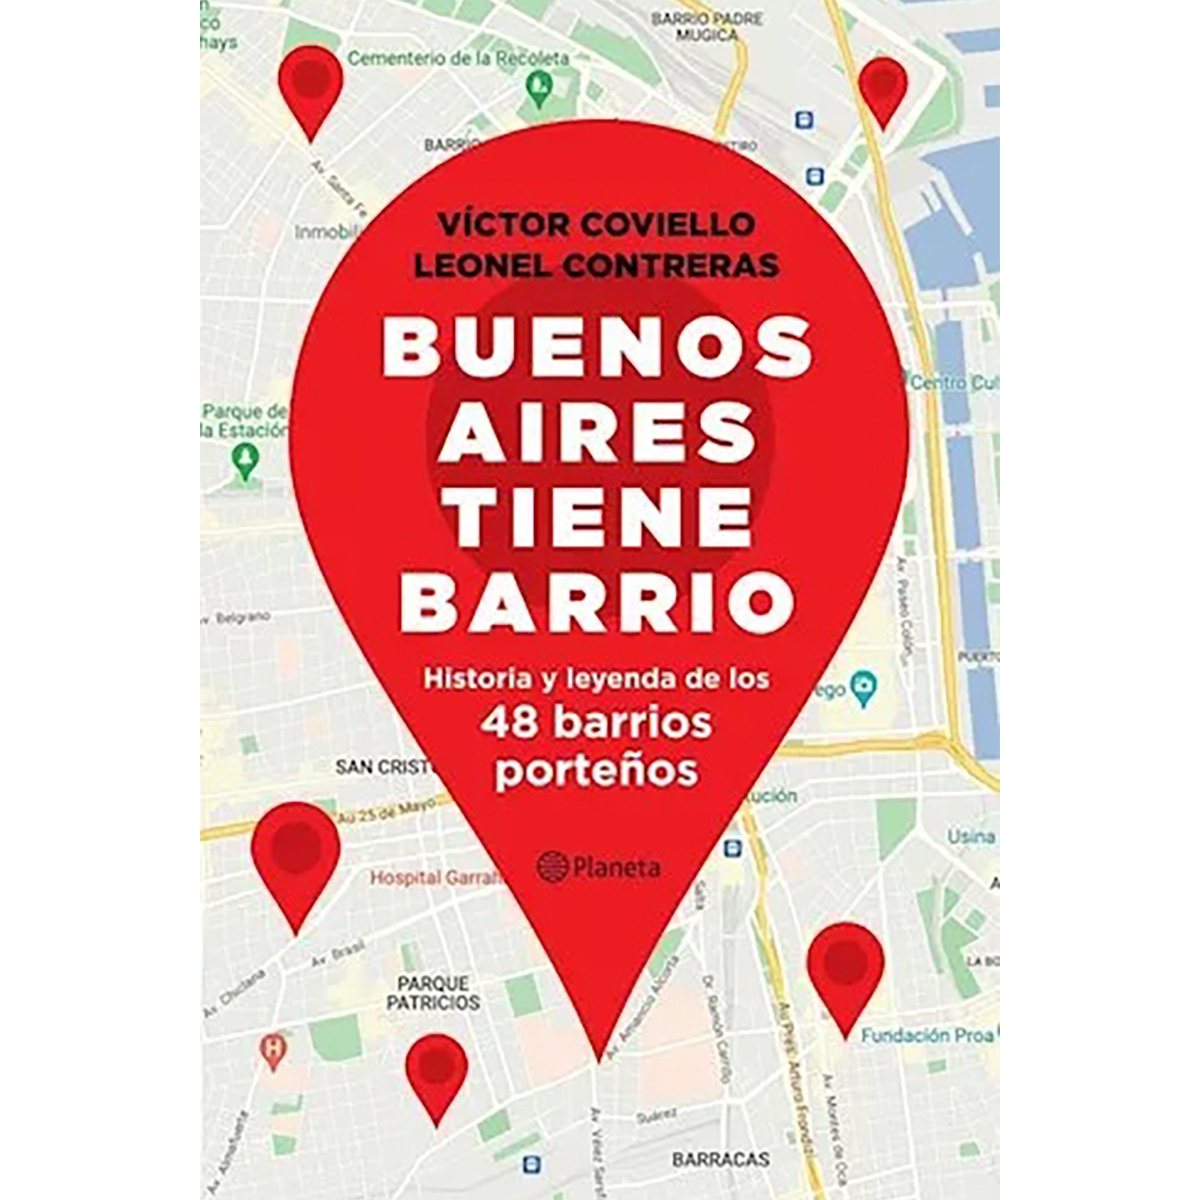 BARRIO PADRE
MUGICA
co
hays
Cementerio de la Recoleta
BARRIO
ETIRO
Av. Santa Fe
Inmobili
VÍCTOR COVIELLO
LEONEL CONTRERAS
BUENOS
AIRES
TIENE
BARRIO
Historia y leyenda de los
48 barrios
porteños
Planeta
Centro Cul
Parque de
la Estación
Av. Paseo Colón
Av. Belgrano
PUERTO
ego
SAN CRISTO
Au 25 de Mayo
ución
Usina
A
Hospital Garrah
Salta
Av. Brasil
Av. Chiclana
PARQUE
PATRICIOS
LA BO
Av. Amancio Alcorta
Dr. Ramón Carrillo
Au Pres. Arturo Frondizi
Fundación Proa
H
Av. Montes de Oca
Suárez
Av. Vélez Sarsf
Av. Almafuerte
BARRACAS